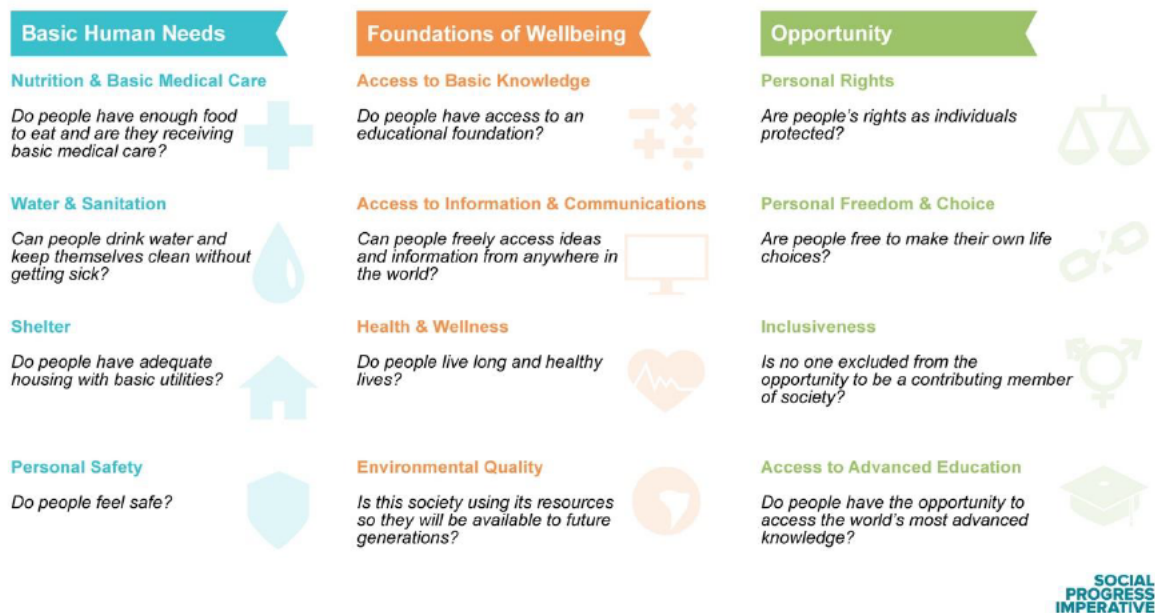 Basic Human Needs
Nutrition & Basic Medical Care
Do people have enough food
to eat and are they receiving
basic medical care?
Water & Sanitation
Can people drink water and
keep themselves clean without
getting sick?
Shelter
Do people have adequate
housing with basic utilities?
Personal Safety
Do people feel safe?
Foundations of Wellbeing
Access to Basic Knowledge
Do people have access to an
educational foundation?
Access to Information & Communications
Can people freely access ideas
and information from anywhere in
the world?
Health & Wellness
Do people live long and healthy
lives?
Environmental Quality
Is this society using its resources
so they will be available to future
generations?
Opportunity
Personal Rights
Are people's rights as individuals
protected?
Personal Freedom & Choice
Are people free to make their own life
choices?
Inclusiveness
Is no one excluded from the
opportunity to be a contributing member
of society?
Access to Advanced Education
Do people have the opportunity to
access the world's most advanced
knowledge?
SOCIAL
PROGRESS
IMPERATIVE